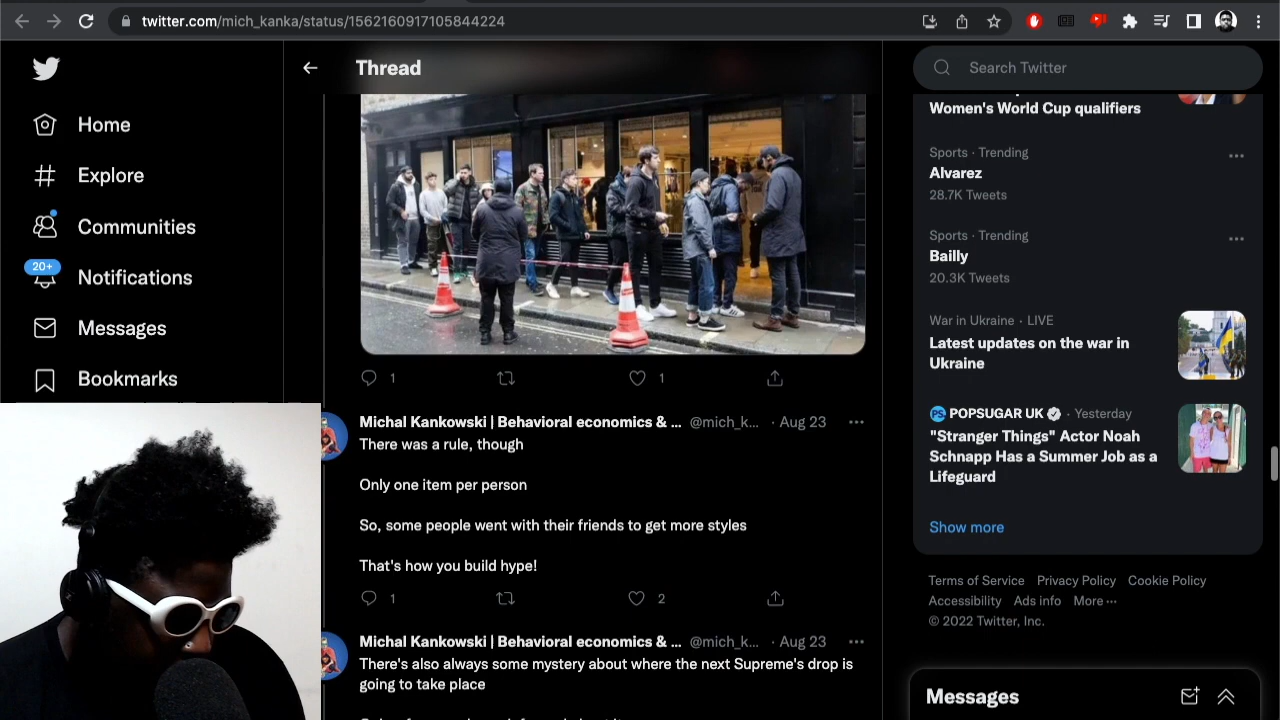 twitter.com/mich_kanka/status/1562160917105844224
Thread
Search Twitter
Home
Explore
Communities
20+
Notifications
Messages
Bookmarks
1
1
Michal Kankowski | Behavioral economics & ... @mich_k... · Aug 23
There was a rule, though
Only one item per person
So, some people went with their friends to get more styles
That's how you build hype!
1
2
Michal Kankowski | Behavioral economics & ... @mich_k... · Aug 23
There's also always some mystery about where the next Supreme's drop is
going to take place
Women's World Cup qualifiers
Sports · Trending
Alvarez
28.7K Tweets
Sports · Trending
Bailly
20.3K Tweets
War in Ukraine · LIVE
Latest updates on the war in
Ukraine
PS POPSUGAR UK · Yesterday
"Stranger Things" Actor Noah
Schnapp Has a Summer Job as a
Lifeguard
Show more
Terms of Service Privacy Policy Cookie Policy
Accessibility Ads info More ···
© 2022 Twitter, Inc.
Messages